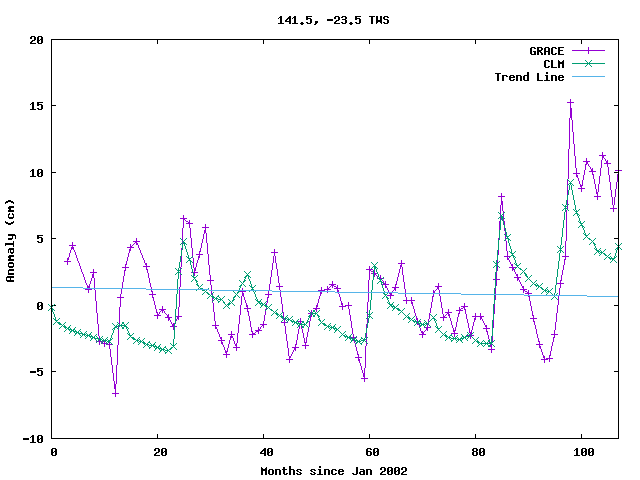 141.5, -23.5 TWS
GRACE
CLM
Trend Line
20
15
10
5
0
-5
-10
Anomaly (cm)
0 20 40 60 80 100
Months since Jan 2002